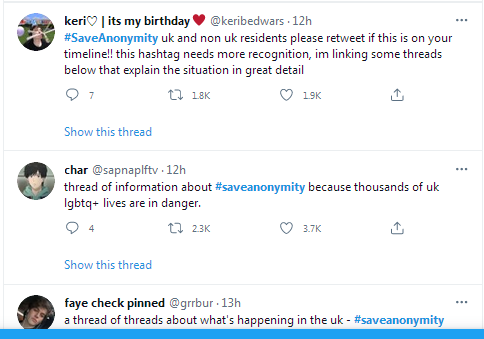 keri♡ | its my birthday ♥ @keribedwars · 12h
#SaveAnonymity uk and non uk residents please retweet if this is on your
timeline!! this hashtag needs more recognition, im linking some threads
below that explain the situation in great detail
7 1.8K 1.9K
Show this thread
char @sapnaplftv · 12h
thread of information about #saveanonymity because thousands of uk
lgbtq+ lives are in danger.
4 2.3K 3.7K
Show this thread
faye check pinned @grrbur · 13h
a thread of threads about what's happening in the uk - #saveanonymity